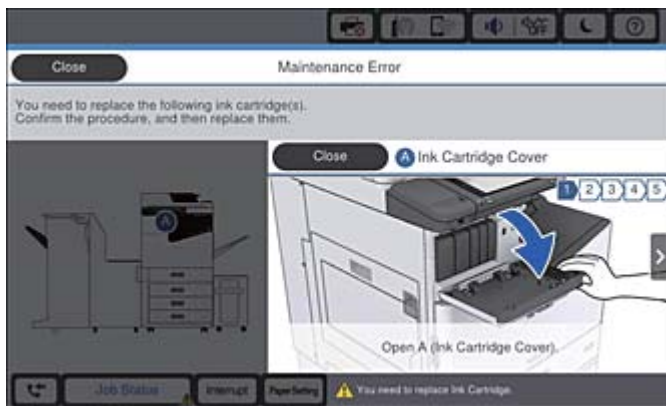 OFF
Close
Maintenance Error
You need to replace the following ink cartridge(s).
Confirm the procedure, and then replace them.
Close
A Ink Cartridge Cover
1 2 3 4 5
A
Open A (Ink Cartridge Cover).
Job Status
Interrupt
Paper Setting
You need to replace Ink Cartridge.